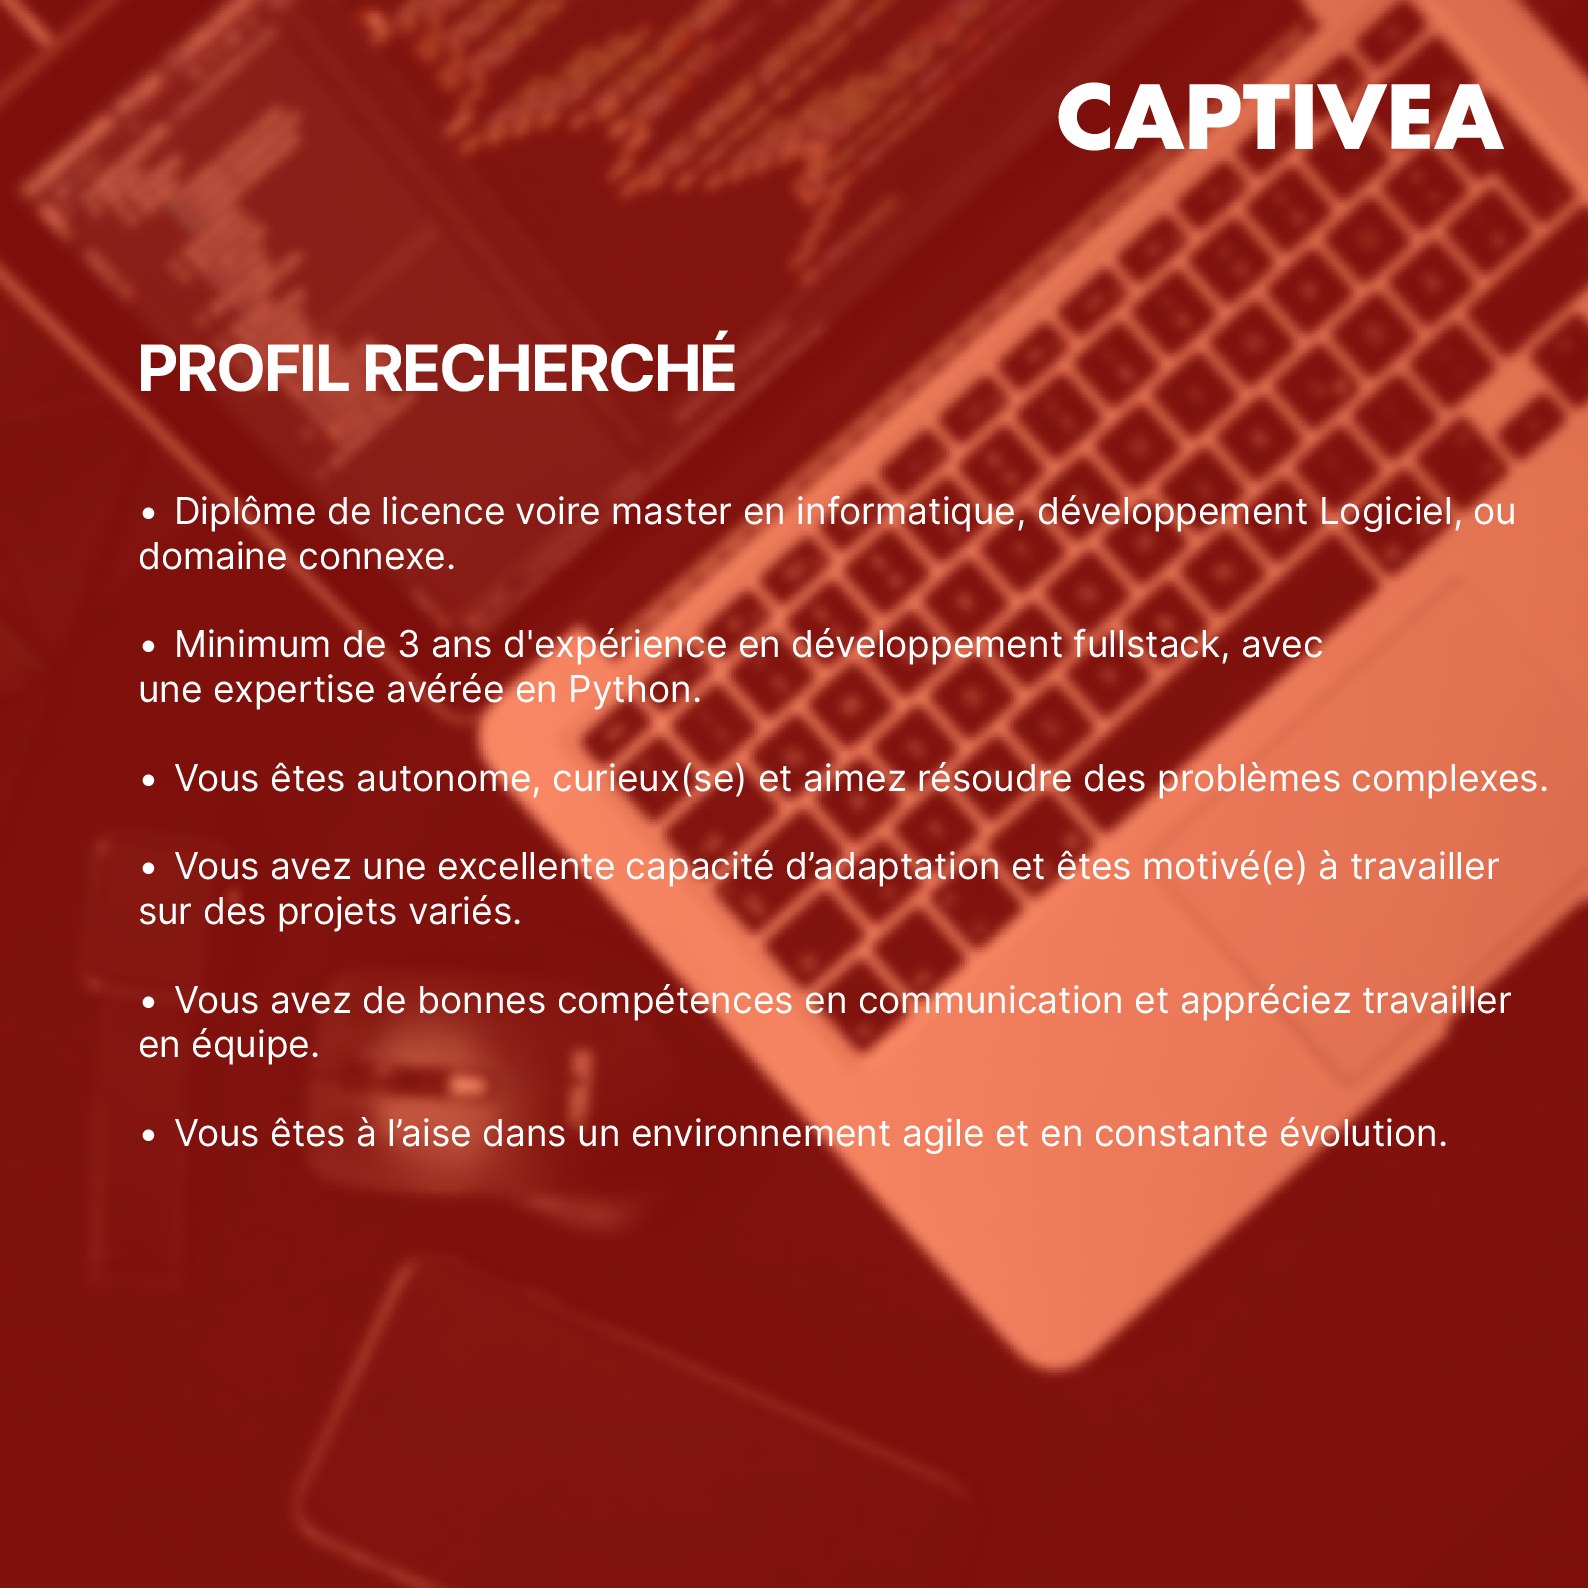 CAPTIVEA
PROFIL RECHERCHÉ
• Diplôme de licence voire master en informatique, développement Logiciel, ou
domaine connexe.
• Minimum de 3 ans d'expérience en développement fullstack, avec
une expertise avérée en Python.
• Vous êtes autonome, curieux(se) et aimez résoudre des problèmes complexes.
• Vous avez une excellente capacité d’adaptation et êtes motivé(e) à travailler
sur des projets variés.
• Vous avez de bonnes compétences en communication et appréciez travailler
en équipe.
• Vous êtes à l’aise dans un environnement agile et en constante évolution.